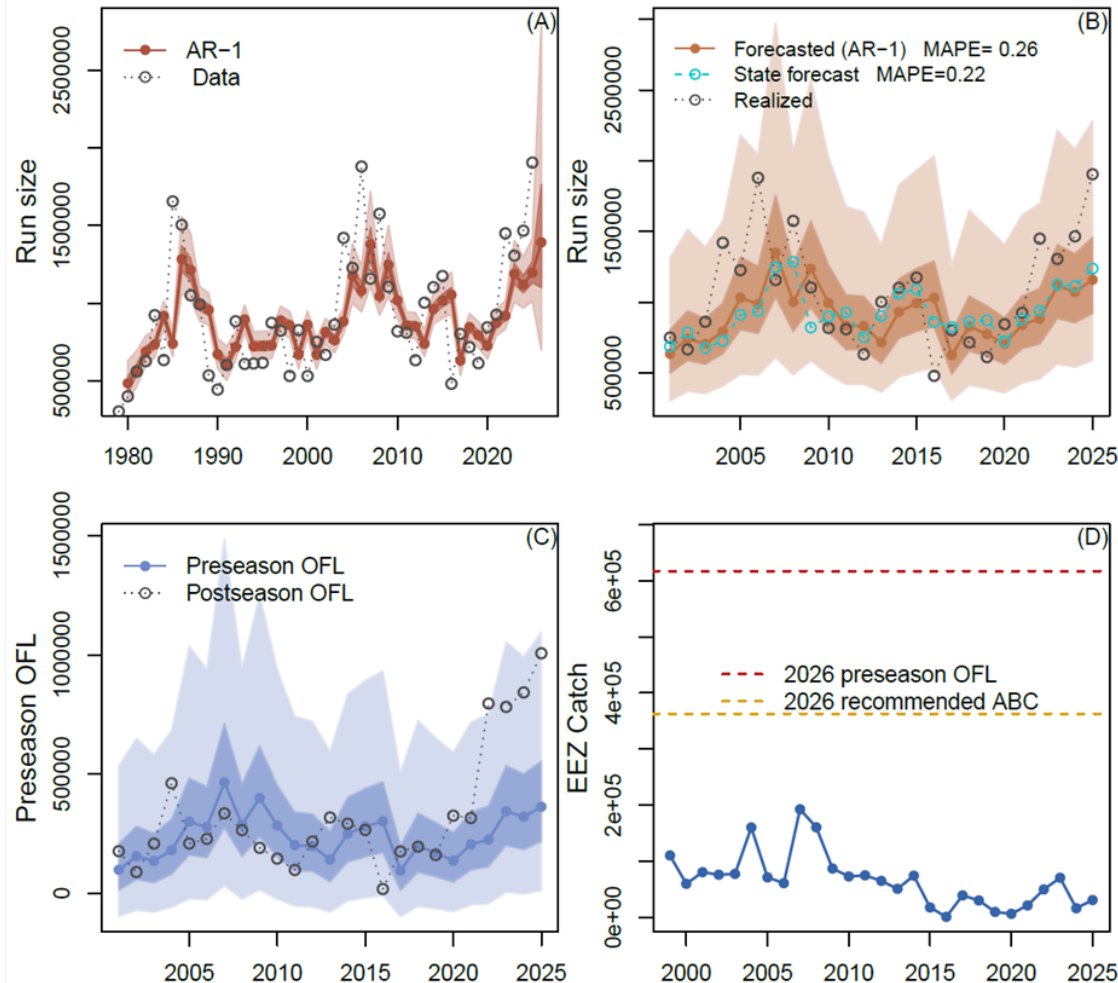 (A)
AR−1
Data
Run size
500000
1500000
2500000
1980
1990
2000
2010
2020
(B)
Forecasted (AR−1) MAPE= 0.26
State forecast MAPE=0.22
Realized
Run size
500000
1500000
2500000
2005
2010
2015
2020
2025
(C)
Preseason OFL
Postseason OFL
Preseason OFL
0
500000
1000000
1500000
2005
2010
2015
2020
2025
(D)
2026 preseason OFL
2026 recommended ABC
EEZ Catch
0e+00
2e+05
4e+05
6e+05
2000
2005
2010
2015
2020
2025